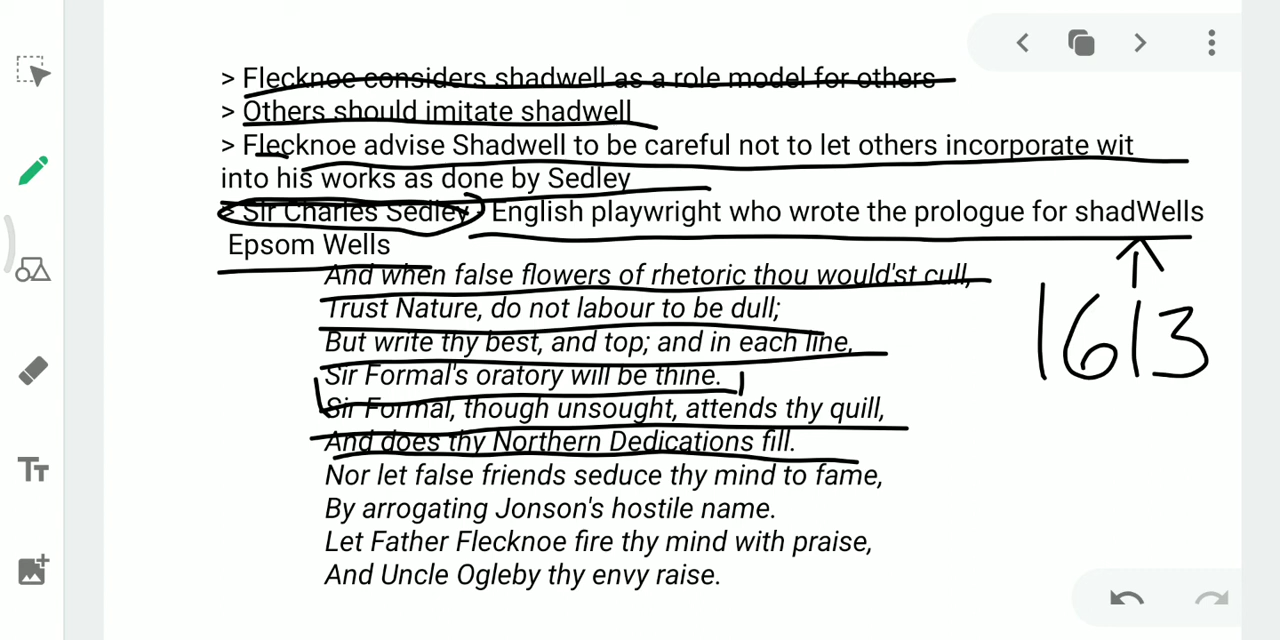 > Flecknoe considers shadwell as a role model for others
> Others should imitate shadwell
> Flecknoe advise Shadwell to be careful not to let others incorporate wit
into his works as done by Sedley
> Sir Charles Sedley - English playwright who wrote the prologue for shadWells
Epsom Wells
And when false flowers of rhetoric thou would'st cull,
Trust Nature, do not labour to be dull;
But write thy best, and top; and in each line,
Sir Formal's oratory will be thine.
Sir Formal, though unsought, attends thy quill,
And does thy Northern Dedications fill.
Nor let false friends seduce thy mind to fame,
By arrogating Jonson's hostile name.
Let Father Flecknoe fire thy mind with praise,
And Uncle Ogleby thy envy raise.
1613
TT